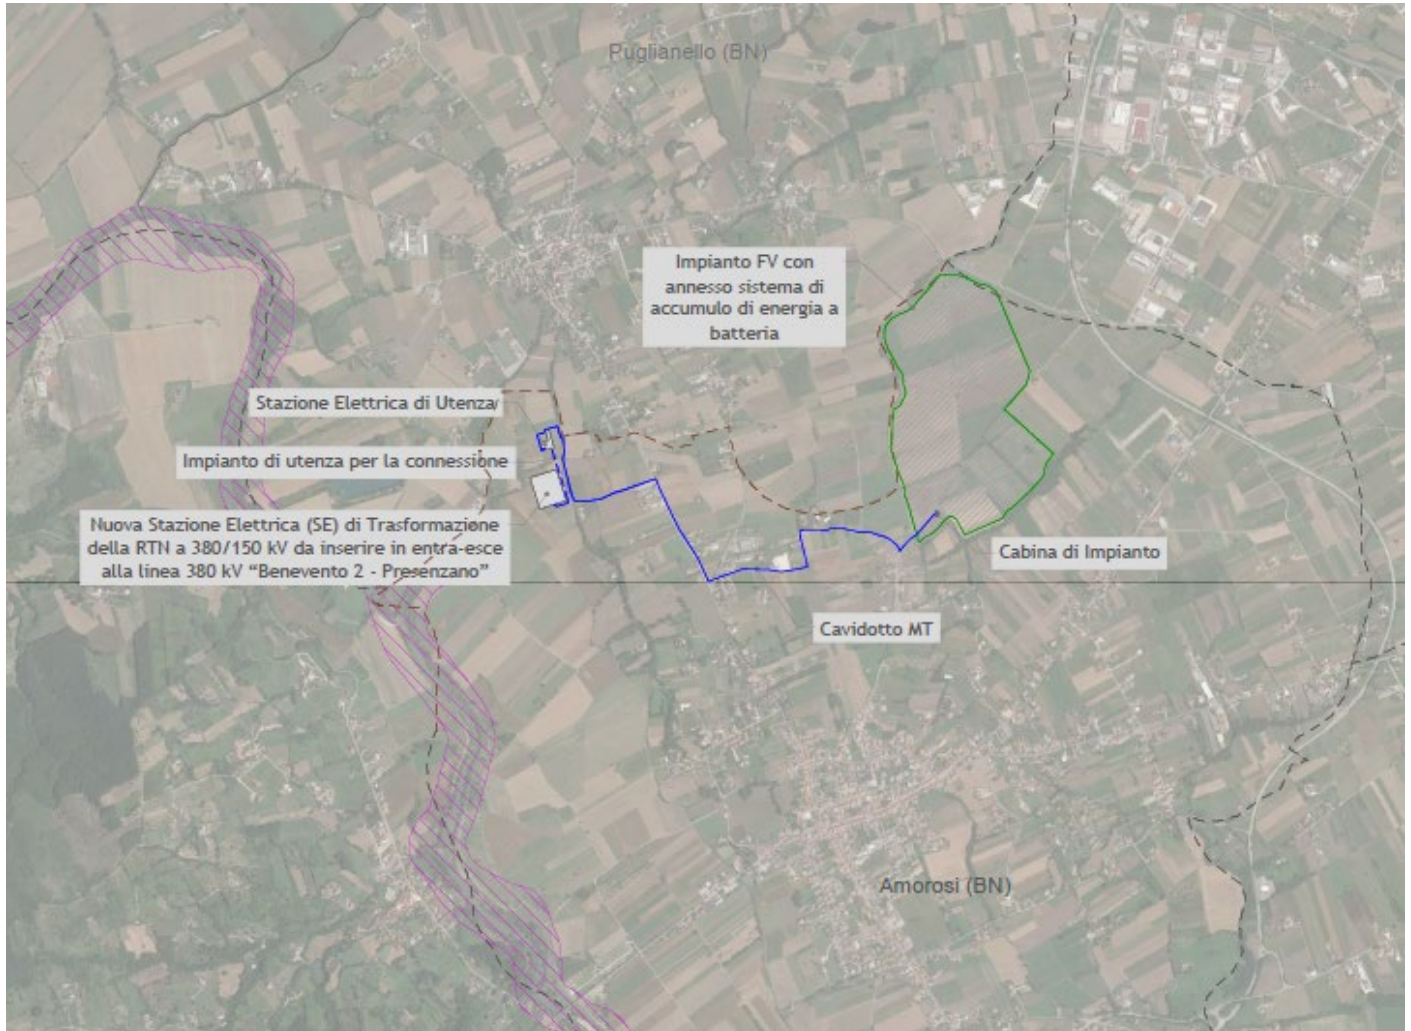 Puglianello (BN)
Impianto FV con
annesso sistema di
accumulo di energia a
batteria
Stazione Elettrica di Utenza
Impianto di utenza per la connessione
Nuova Stazione Elettrica (SE) di Trasformazione
della RTN a 380/150 kV da inserire in entra-esce
alla linea 380 kV “Benevento 2 - Presenzano”
Cabina di Impianto
Cavidotto MT
Amorosi (BN)